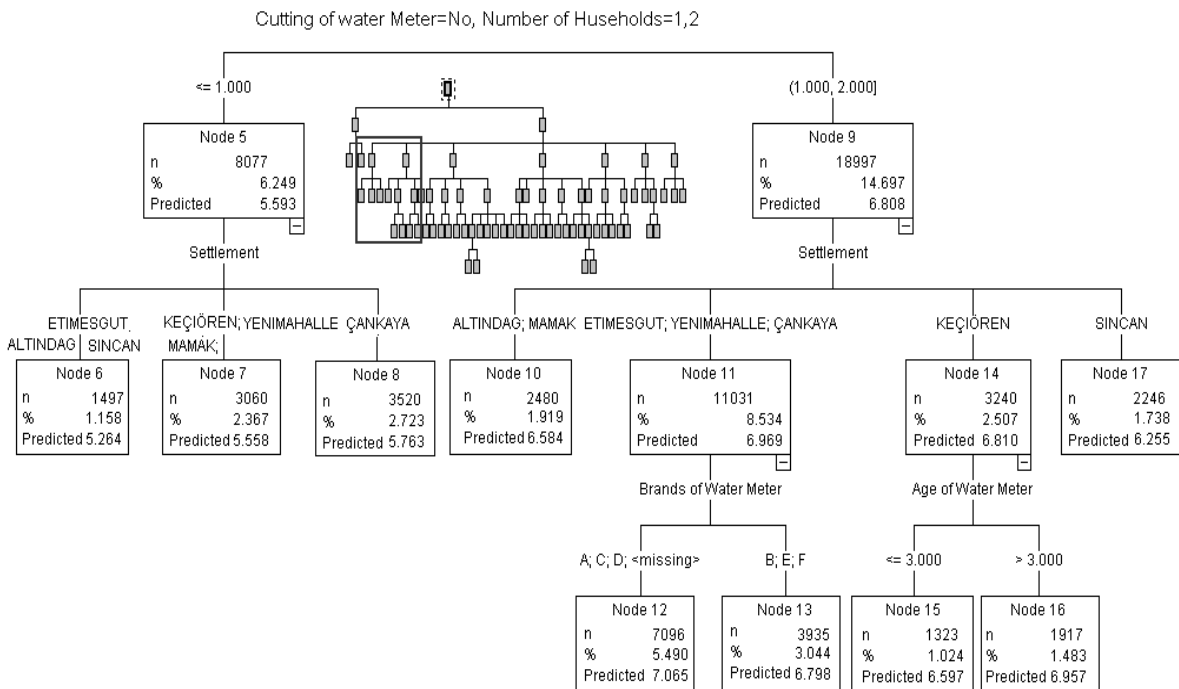 Cutting of water Meter=No, Number of Huseholds=1,2
<= 1.000
(1.000, 2.000]
Node 5
n 8077
% 6.249
Predicted 5.593
Node 9
n 18997
% 14.697
Predicted 6.808
Settlement
Settlement
ETIMESGUT,
ALTINDAG SINCAN
KEÇIÖREN; YENIMAHALLE
MAMAK;
ÇANKAYA
ALTINDAG; MAMAK
ETIMESGUT; YENIMAHALLE; ÇANKAYA
KEÇIÖREN
SINCAN
Node 6
n 1497
% 1.158
Predicted 5.264
Node 7
n 3060
% 2.367
Predicted 5.558
Node 8
n 3520
% 2.723
Predicted 5.763
Node 10
n 2480
% 1.919
Predicted 6.584
Node 11
n 11031
% 8.534
Predicted 6.969
Node 14
n 3240
% 2.507
Predicted 6.810
Node 17
n 2246
% 1.738
Predicted 6.255
Brands of Water Meter
Age of Water Meter
A; C; D; <missing>
B; E; F
<= 3.000
> 3.000
Node 12
n 7096
% 5.490
Predicted 7.065
Node 13
n 3935
% 3.044
Predicted 6.798
Node 15
n 1323
% 1.024
Predicted 6.597
Node 16
n 1917
% 1.483
Predicted 6.957